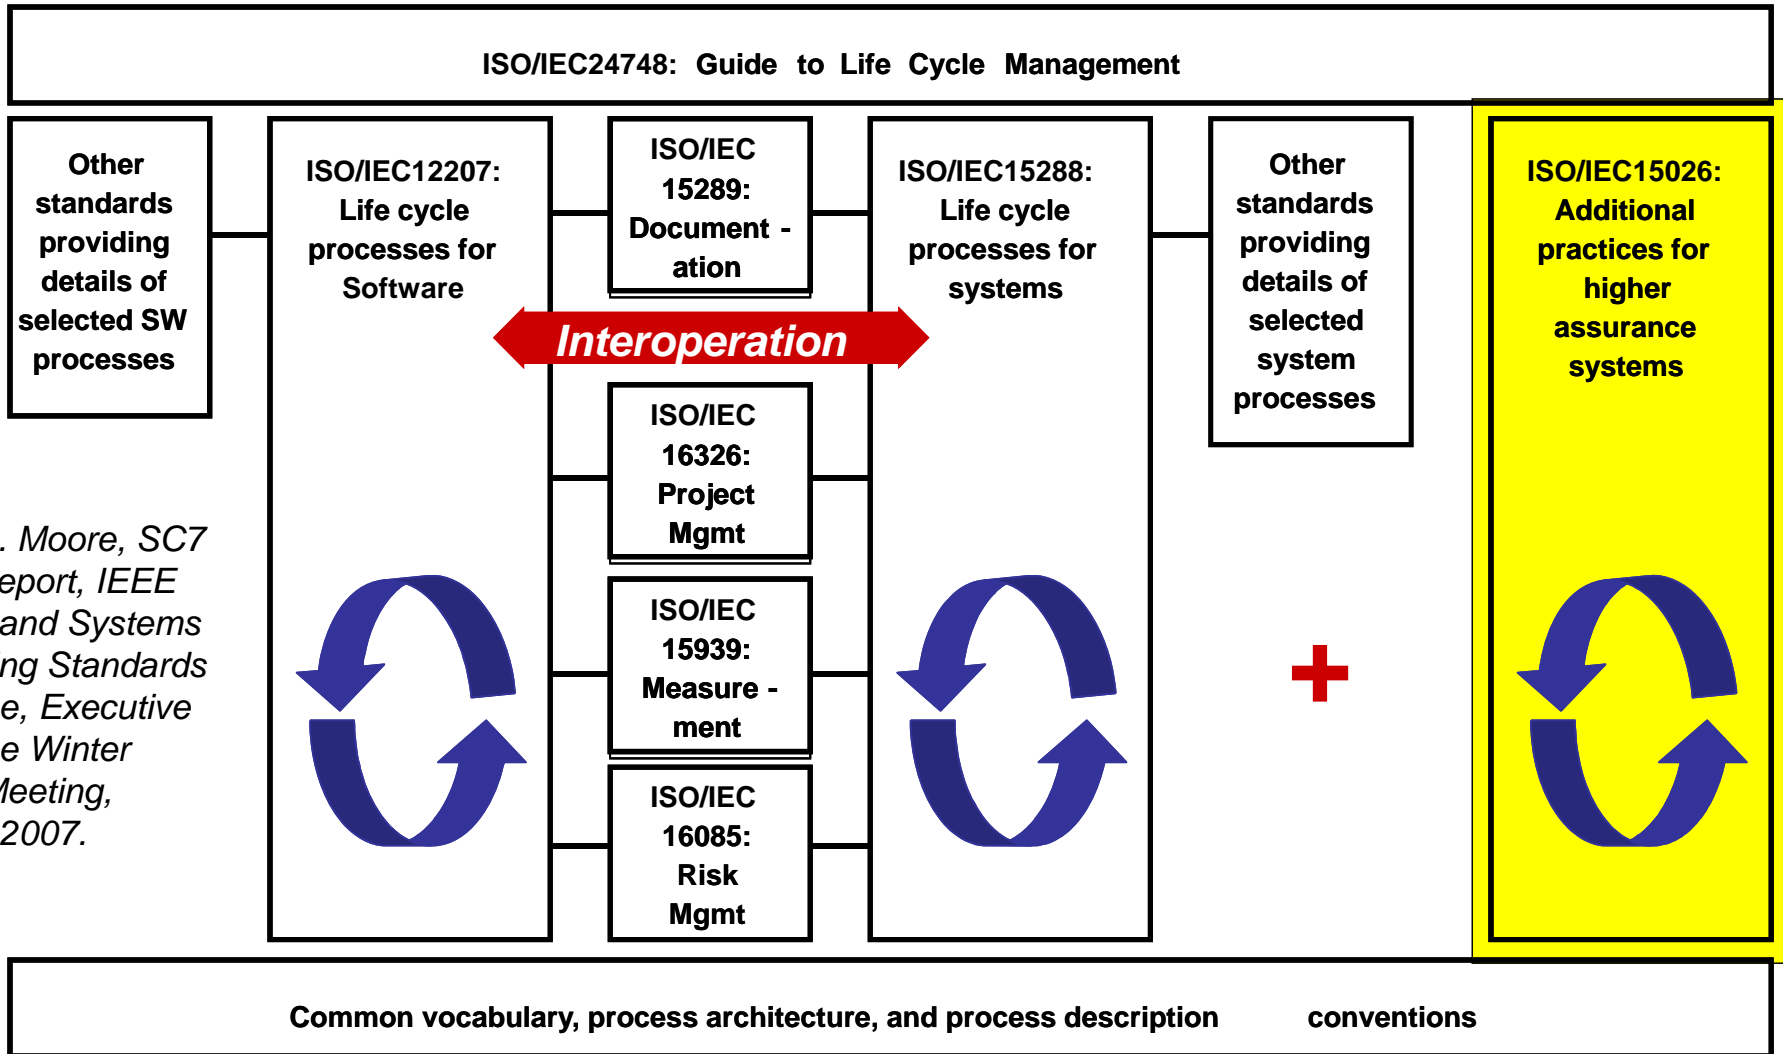 ISO/IEC24748: Guide to Life Cycle Management
Other
standards
providing
details of
selected SW
processes
ISO/IEC12207:
Life cycle
processes for
Software
ISO/IEC
15289:
Document -
ation
ISO/IEC15288:
Life cycle
processes for
systems
Other
standards
providing
details of
selected
system
processes
ISO/IEC15026:
Additional
practices for
higher
assurance
systems
Interoperation
ISO/IEC
16326:
Project
Mgmt
ISO/IEC
15939:
Measure -
ment
ISO/IEC
16085:
Risk
Mgmt
+
. Moore, SC7
eport, IEEE
and Systems
ing Standards
e, Executive
e Winter
Meeting,
2007.
Common vocabulary, process architecture, and process description conventions